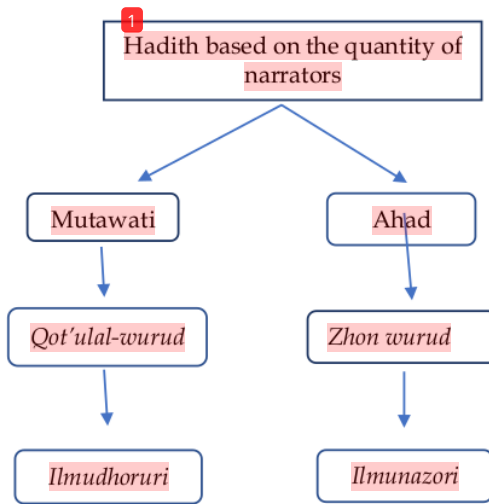 1
Hadith based on the quantity of
narrators
Mutawati
Ahad
Qot’ulal-wurud
Zhon wurud
Ilmudhoruri
Ilmunazori